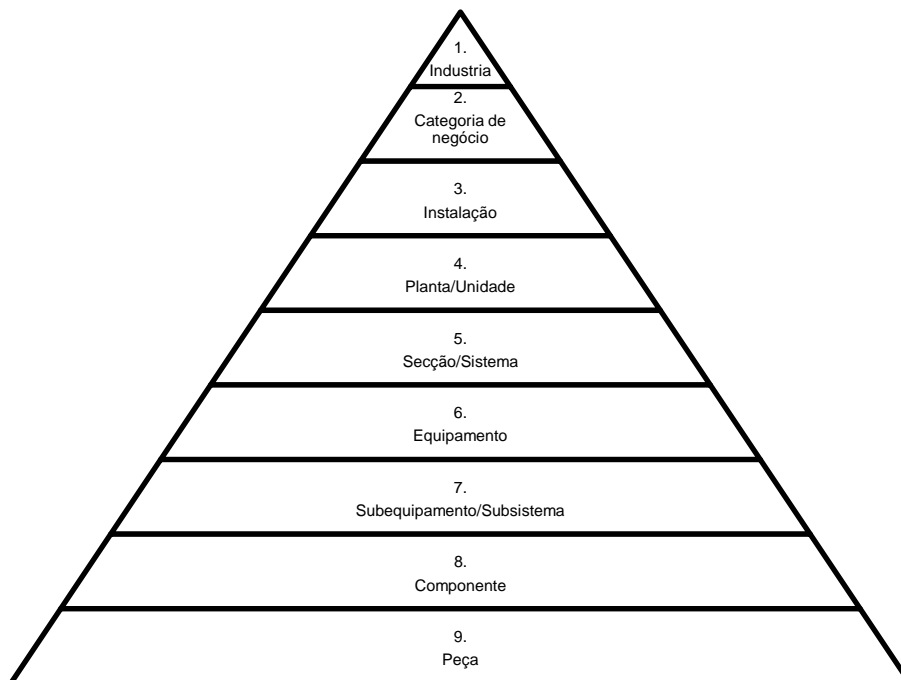 1.
Industria
2.
Categoria de
negócio
3.
Instalação
4.
Planta/Unidade
5.
Secção/Sistema
6.
Equipamento
7.
Subequipamento/Subsistema
8.
Componente
9.
Peça